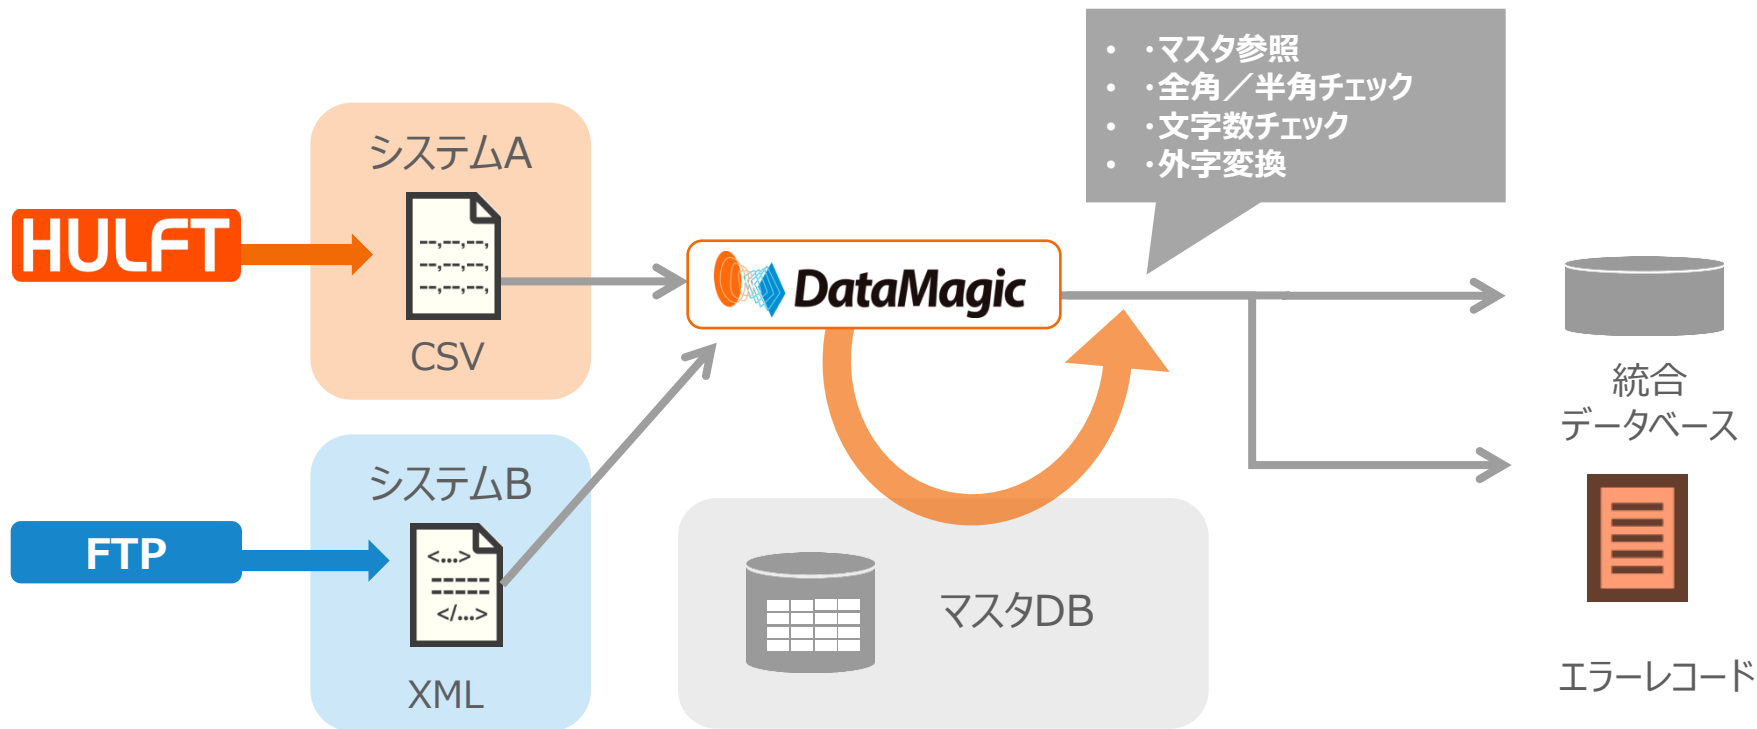 ・マスタ参照
・全角／半角チェック
・文字数チェック
・外字変換
システムA
HULFT
--,--,--,
--,--,--,
--,--,--,
CSV
DataMagic
統合
データベース
システムB
FTP
<...>
=====
=====
</...>
XML
マスタDB
エラーレコード